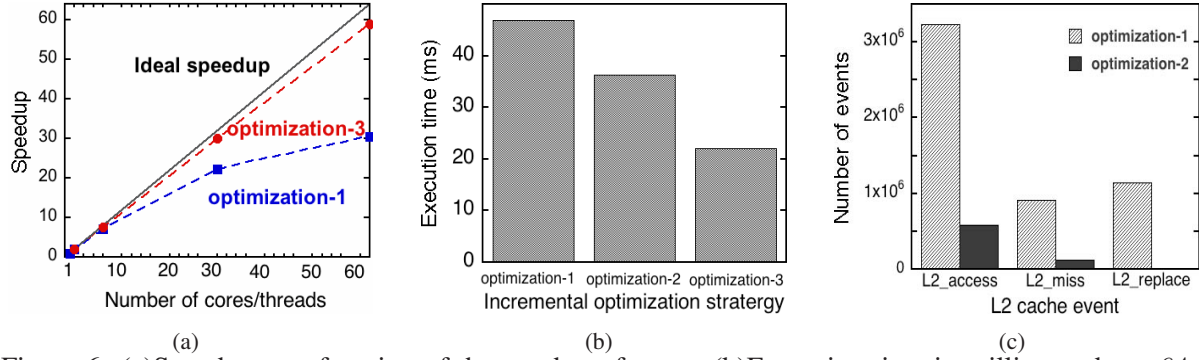 60
50
40
30
20
10
0
Speedup
Ideal speedup
optimization-3
optimization-1
1 10 20 30 40 50 60
Number of cores/threads
(a)
40
30
20
10
0
Execution time (ms)
optimization-1 optimization-2 optimization-3
Incremental optimization stratergy
(b)
3x10⁶
2x10⁶
1x10⁶
0
Number of events
optimization-1
optimization-2
L2_access L2_miss L2_replace
L2 cache event
(c)